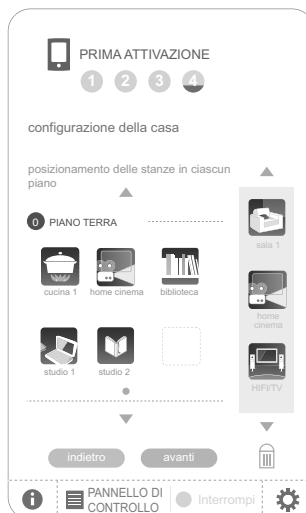 PRIMA ATTIVAZIONE
1 2 3 4
configurazione della casa
posizionamento delle stanze in ciascun
piano
0 PIANO TERRA
cucina 1 home cinema biblioteca
studio 1 studio 2
sala 1
home
cinema
HIFI/TV
indietro avanti
i PANNELLO DI
CONTROLLO
Interrompi